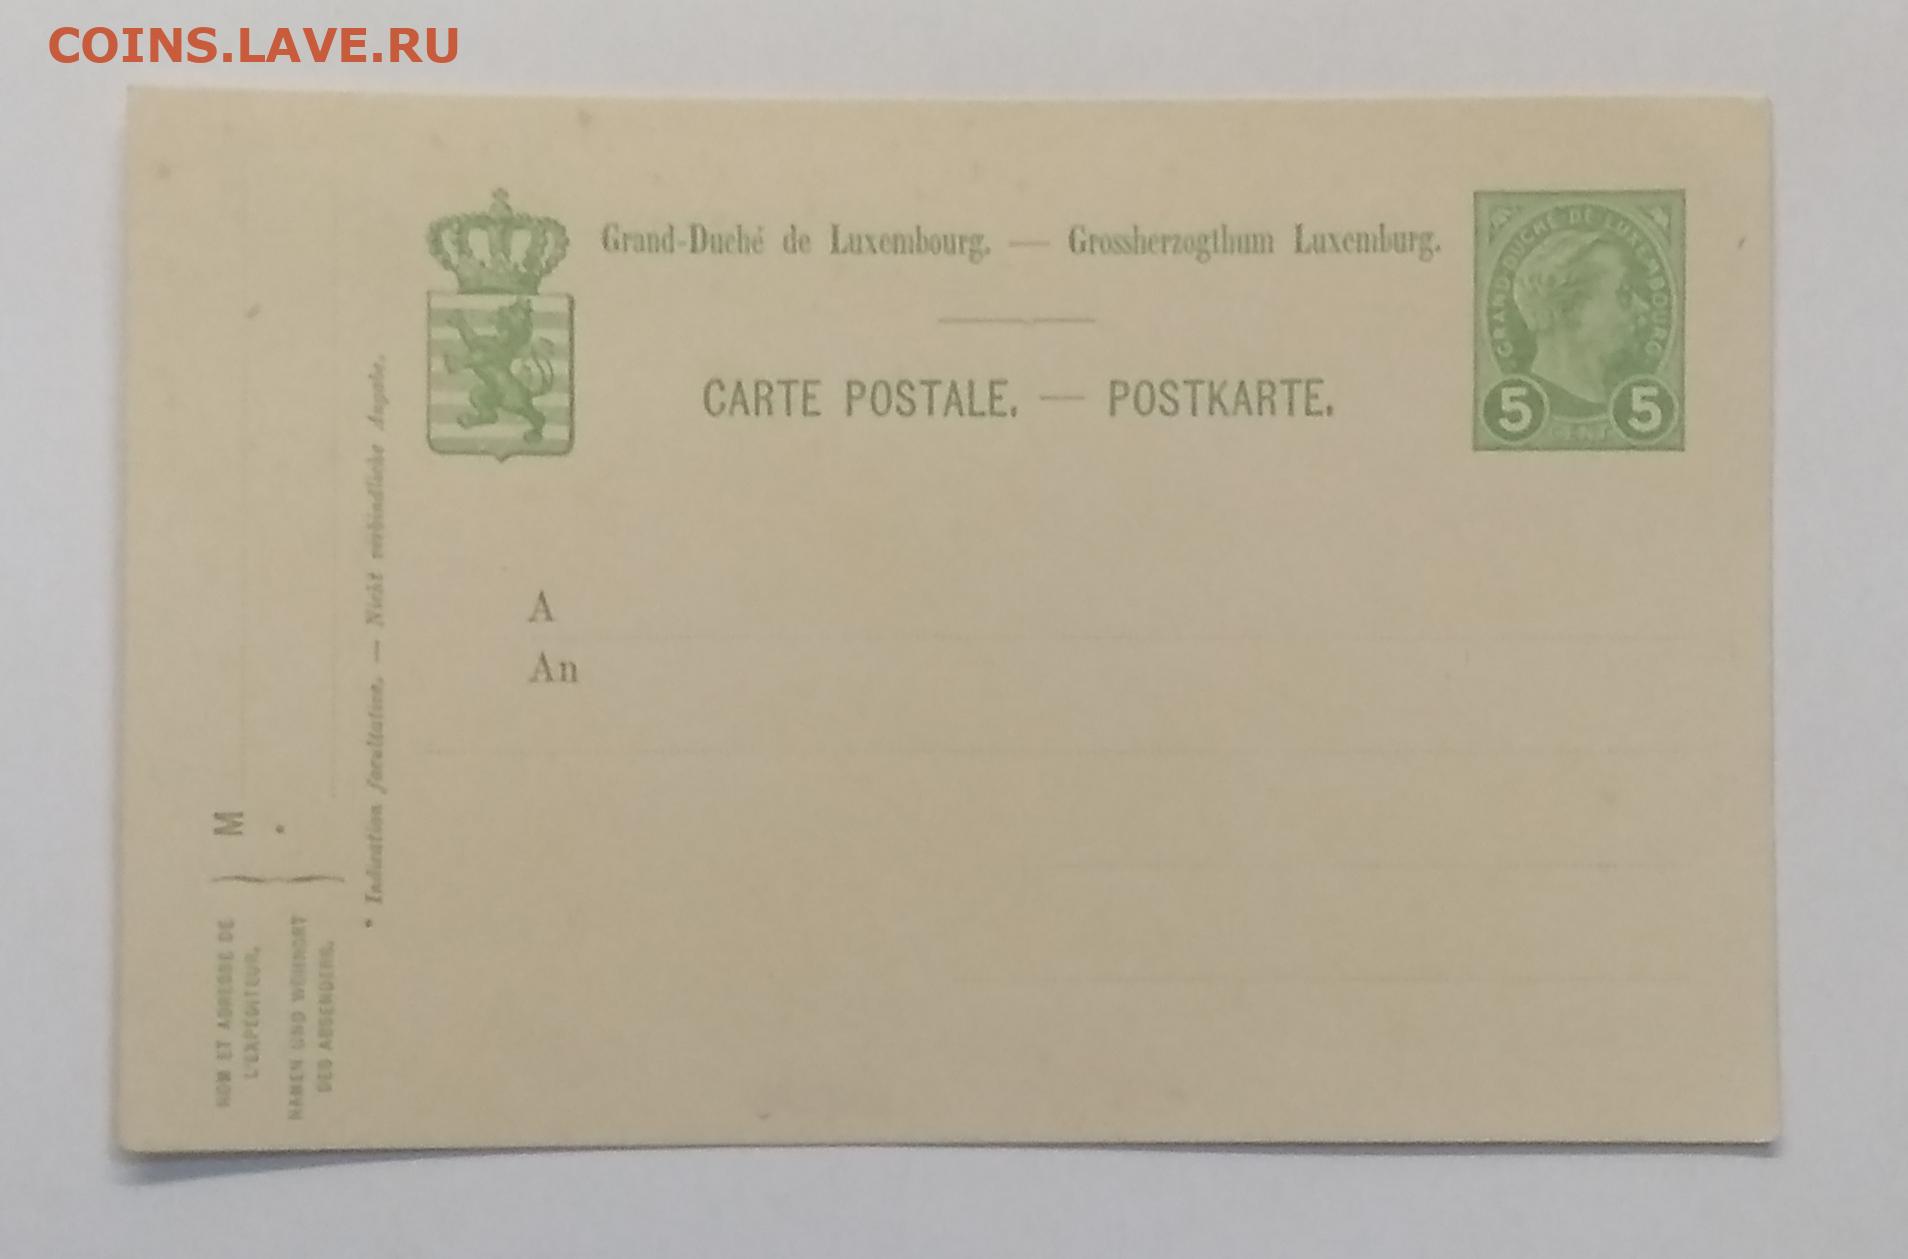 COINS.LAVE.RU
Grand-Duché de Luxembourg. — Grossherzogthum Luxemburg.
CARTE POSTALE. — POSTKARTE.
GRAND-DUCHÉ DE LUXEMBOURG
5 CENT. 5
A
An
NOM ET ADRESSE DE
L'EXPÉDITEUR.
M
NAMEN UND WOHNORT
DES ABSENDERS.
*
* Indication facultative. — Nicht verbindliche Angabe.